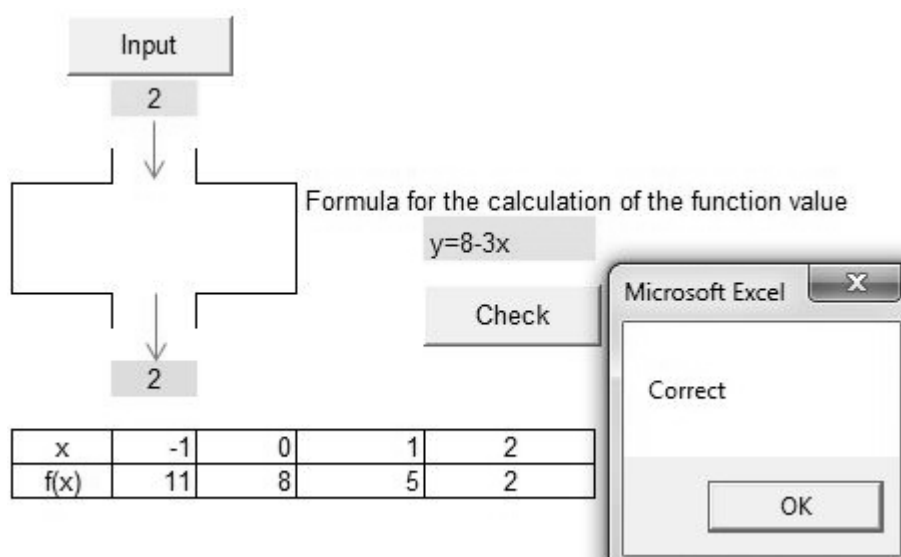 Input
2
Formula for the calculation of the function value
y=8-3x
Check
2
Microsoft Excel
x
Correct
OK
x -1 0 1 2
f(x) 11 8 5 2